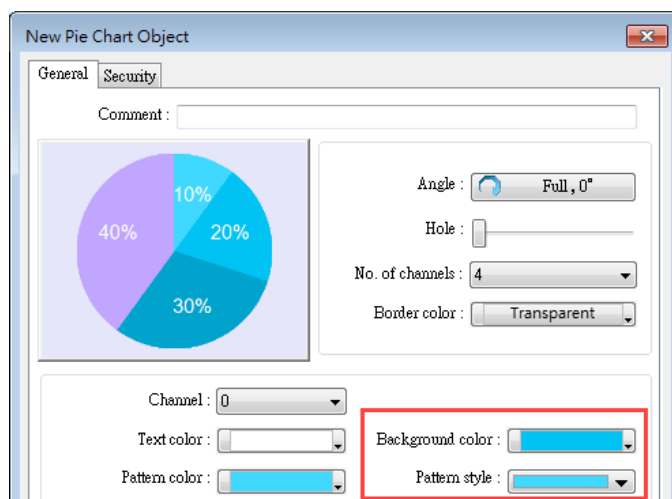 New Pie Chart Object
General
Security
Comment :
10%
20%
30%
40%
Angle :
Full , 0°
Hole :
No. of channels :
4
Border color :
Transparent
Channel :
0
Text color :
Background color :
Pattern color :
Pattern style :